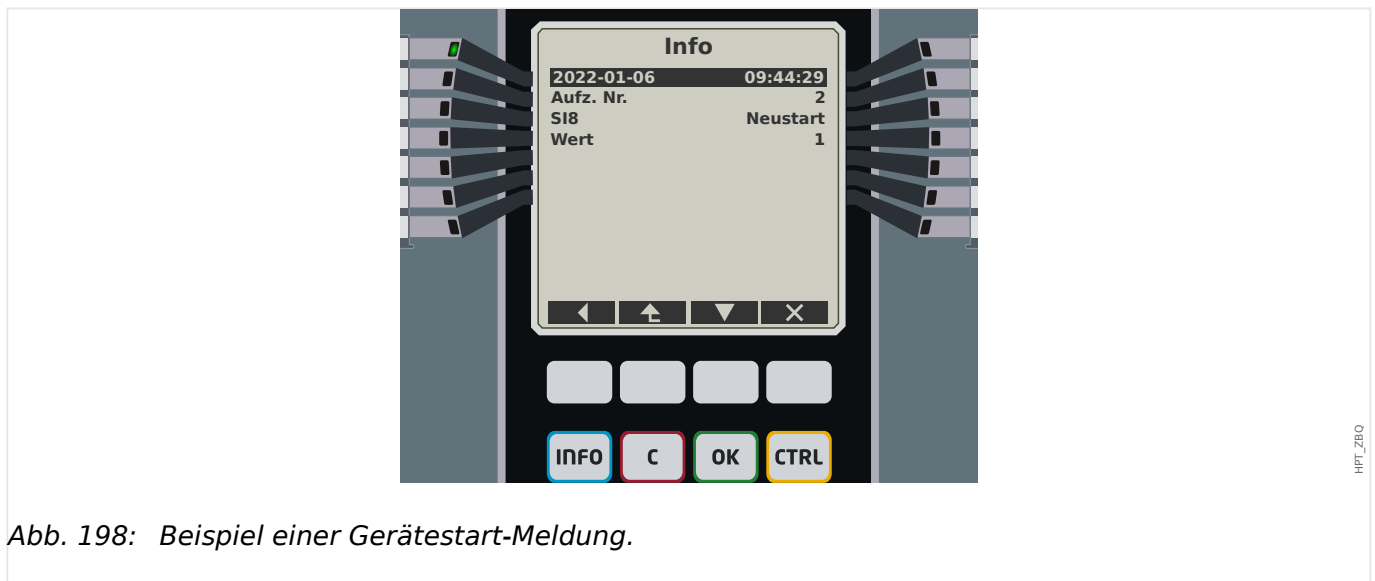 Info
2022-01-06 09:44:29
Aufz. Nr. 2
SI8 Neustart
Wert 1
INFO C OK CTRL
HPT_ZBQ
Abb. 198: Beispiel einer Gerätestart-Meldung.